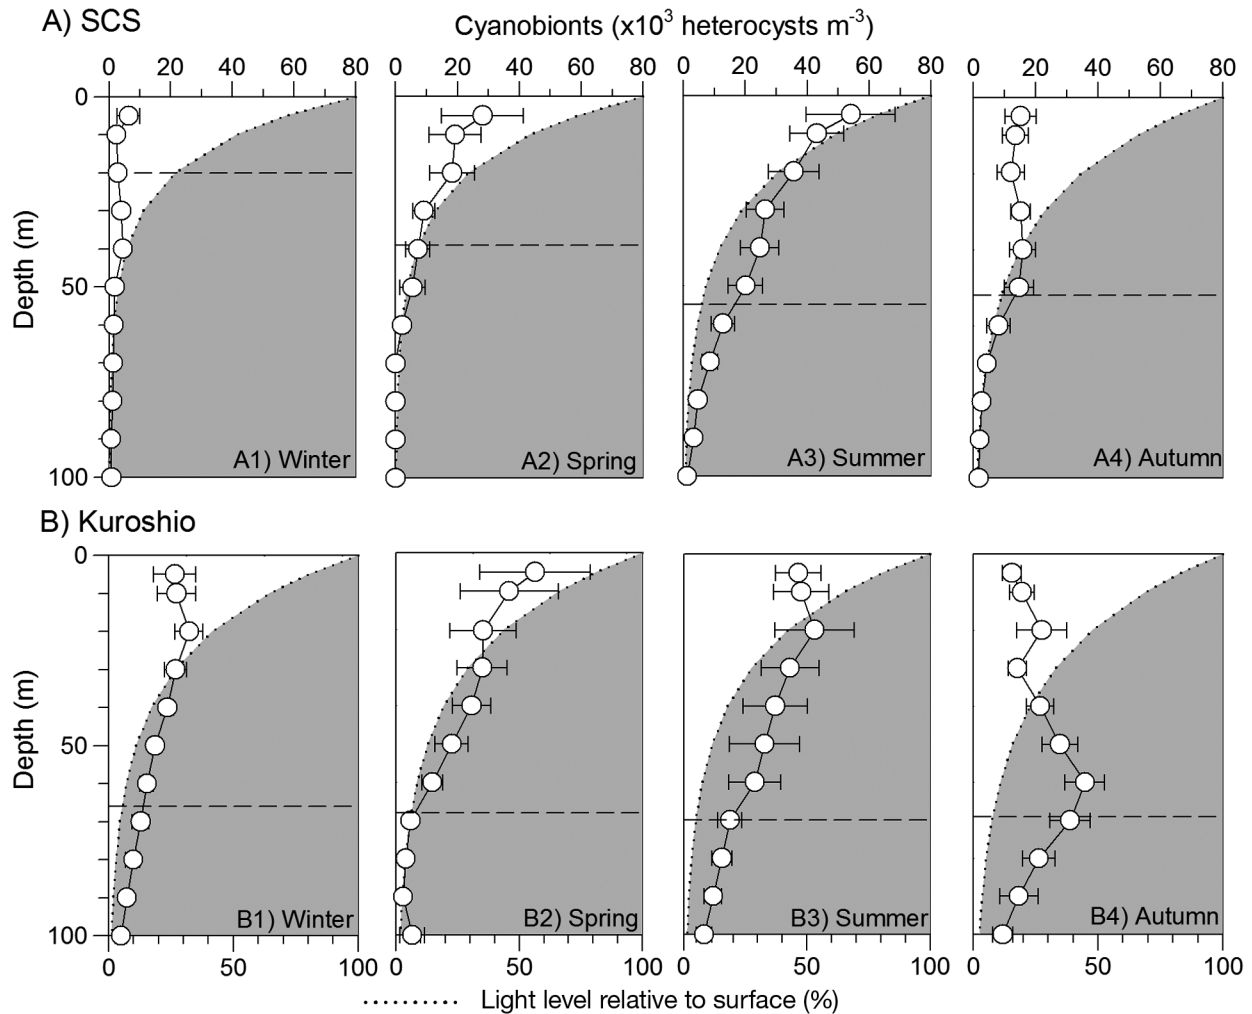 A) SCS
Cyanobionts (x10³ heterocysts m⁻³)
0 20 40 60 80 0 20 40 60 80 0 20 40 60 80 0 20 40 60 80
0
50
100
Depth (m)
A1) Winter A2) Spring A3) Summer A4) Autumn
B) Kuroshio
0
50
100
Depth (m)
B1) Winter B2) Spring B3) Summer B4) Autumn
0 50 100 0 50 100 0 50 100 0 50 100
Light level relative to surface (%)